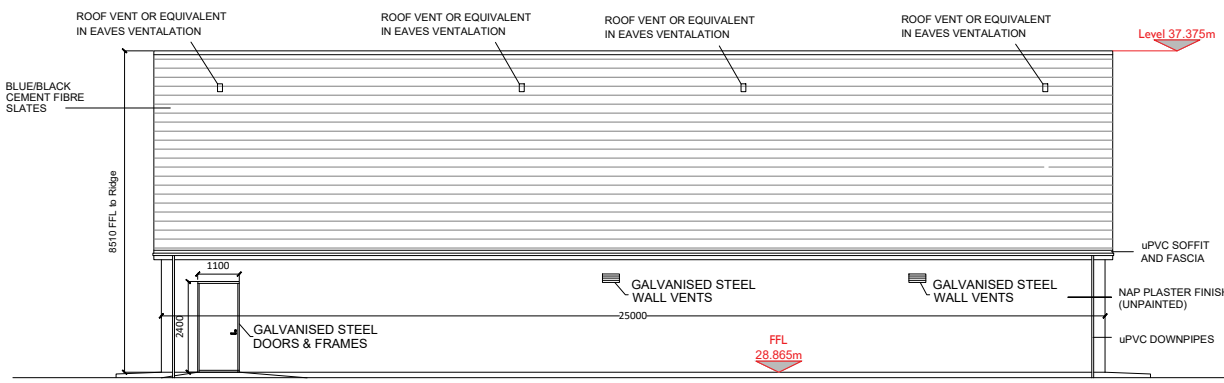 ROOF VENT OR EQUIVALENT
IN EAVES VENTALATION
ROOF VENT OR EQUIVALENT
IN EAVES VENTALATION
ROOF VENT OR EQUIVALENT
IN EAVES VENTALATION
ROOF VENT OR EQUIVALENT
IN EAVES VENTALATION
Level 37.375m
BLUE/BLACK
CEMENT FIBRE
SLATES
8510 FFL to Ridge
uPVC SOFFIT
AND FASCIA
1100
2400
GALVANISED STEEL
DOORS & FRAMES
GALVANISED STEEL
WALL VENTS
GALVANISED STEEL
WALL VENTS
NAP PLASTER FINISH
(UNPAINTED)
25000
uPVC DOWNPIPES
FFL
28.865m